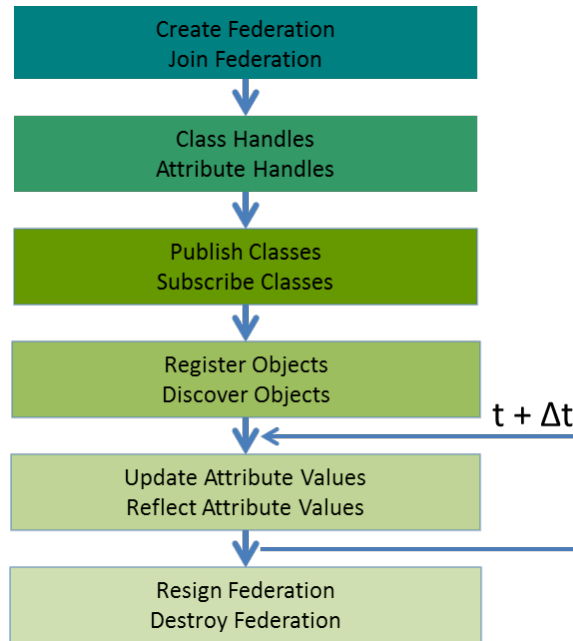 Create Federation
Join Federation
Class Handles
Attribute Handles
Publish Classes
Subscribe Classes
Register Objects
Discover Objects
t + Δt
Update Attribute Values
Reflect Attribute Values
Resign Federation
Destroy Federation